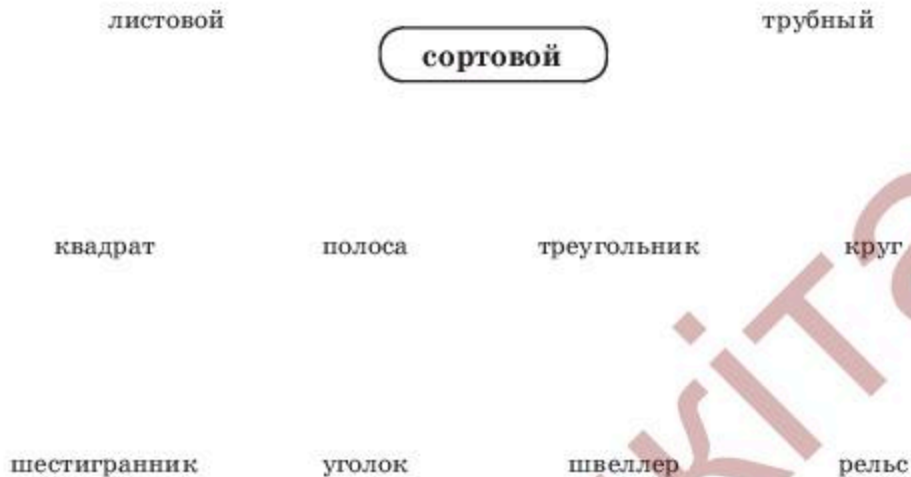 листовой трубный
сортовой
квадрат полоса треугольник круг
шестигранник уголок швеллер рельс